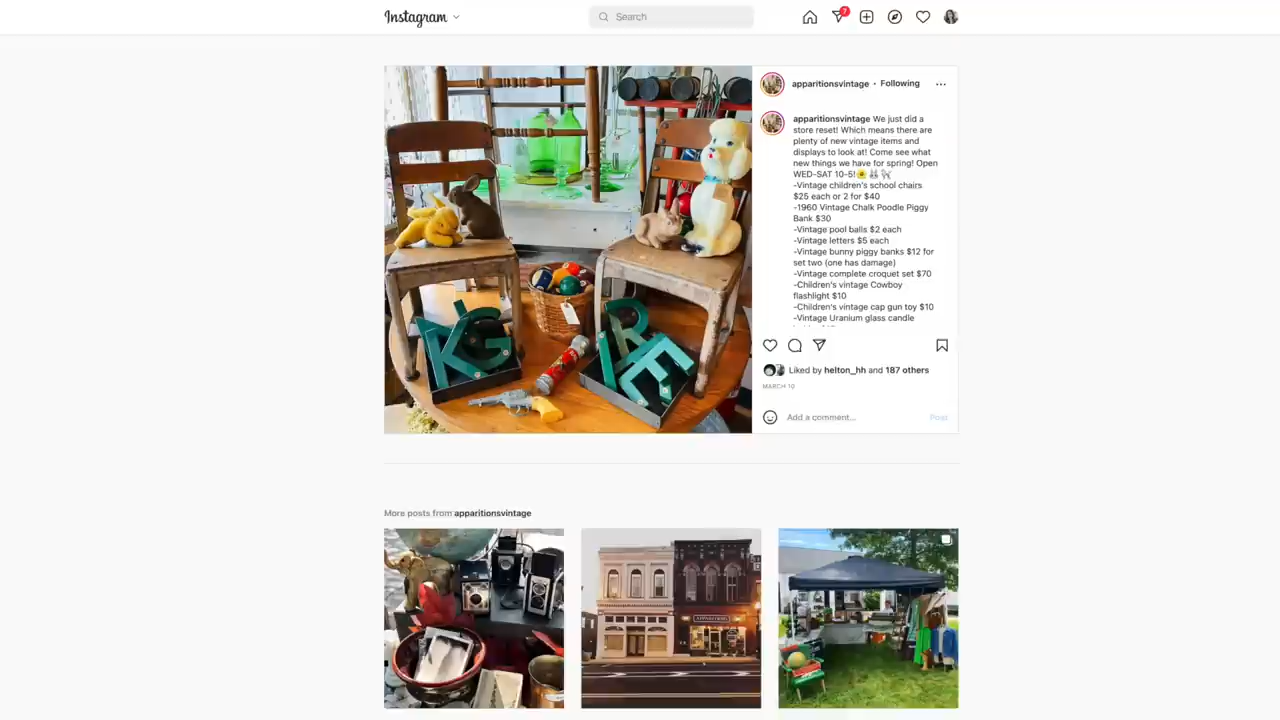 Instagram
7
Search
apparitionsvintage • Following
apparitionsvintage We just did a
store reset! Which means there are
plenty of new vintage items and
displays to look at! Come see what
new things we have for spring! Open
WED-SAT 10-5!
-Vintage children's school chairs
$25 each or 2 for $40
-1960 Vintage Chalk Poodle Piggy
Bank $30
-Vintage pool balls $2 each
-Vintage letters $5 each
-Vintage bunny piggy banks $12 for
set two (one has damage)
-Vintage complete croquet set $70
-Children's vintage Cowboy
flashlight $10
-Children's vintage cap gun toy $10
-Vintage Uranium glass candle
K G R E
Liked by helton_hh and 187 others
MARCH 10
Add a comment...
Post
More posts from apparitionsvintage
APPARITIONS